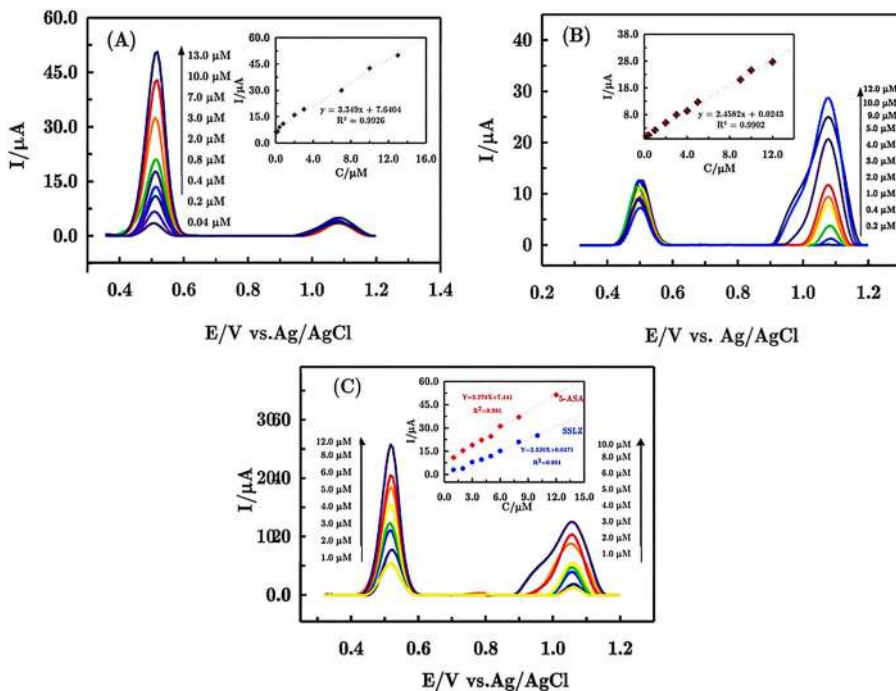 (A)
60.0
45.0
30.0
15.0
0.0
I/μA
0.4 0.6 0.8 1.0 1.2 1.4
E/V vs.Ag/AgCl
13.0 μM
10.0 μM
7.0 μM
3.0 μM
2.0 μM
0.8 μM
0.4 μM
0.2 μM
0.04 μM
60.0
45.0
30.0
15.0
0.0
I/μA
y = 3.349x + 7.6404
R² = 0.9926
0.0 4.0 8.0 12.0 16.0
C/μM
(B)
40
30
20
10
0
I/μA
0.2 0.4 0.6 0.8 1.0 1.2
E/V vs. Ag/AgCl
38.0
28.0
18.0
8.0
I/μA
y = 2.4582x + 0.0243
R² = 0.9902
0.0 4.0 8.0 12.0
C/μM
12.0 μM
10.0 μM
9.0 μM
5.0 μM
4.0 μM
3.0 μM
2.0 μM
1.0 μM
0.4 μM
0.2 μM
(C)
I/μA
0.4 0.6 0.8 1.0 1.2
E/V vs.Ag/AgCl
12.0 μM
8.0 μM
6.0 μM
5.0 μM
4.0 μM
3.0 μM
2.0 μM
1.0 μM
60.0
45.0
30.0
15.0
0.0
I/μA
5-ASA
SSLZ
0.0 3.0 6.0 9.0 12.0 15.0
C/μM
10.0 μM
8.0 μM
6.0 μM
5.0 μM
4.0 μM
3.0 μM
2.0 μM
1.0 μM